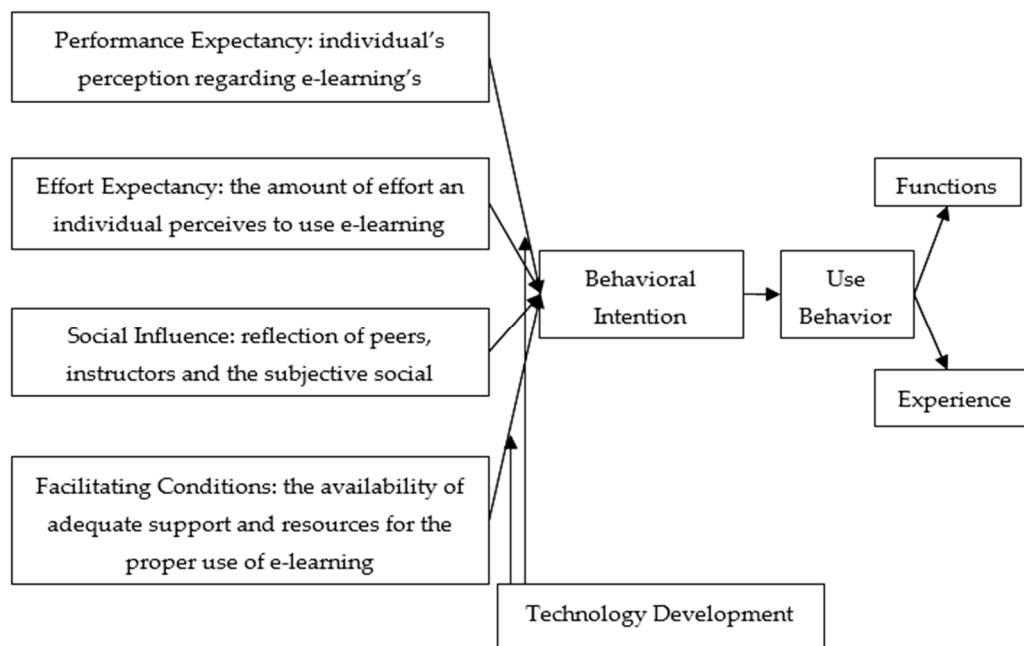 Performance Expectancy: individual's
perception regarding e-learning's
Effort Expectancy: the amount of effort an
individual perceives to use e-learning
Social Influence: reflection of peers,
instructors and the subjective social
Facilitating Conditions: the availability of
adequate support and resources for the
proper use of e-learning
Behavioral
Intention
Use
Behavior
Functions
Experience
Technology Development